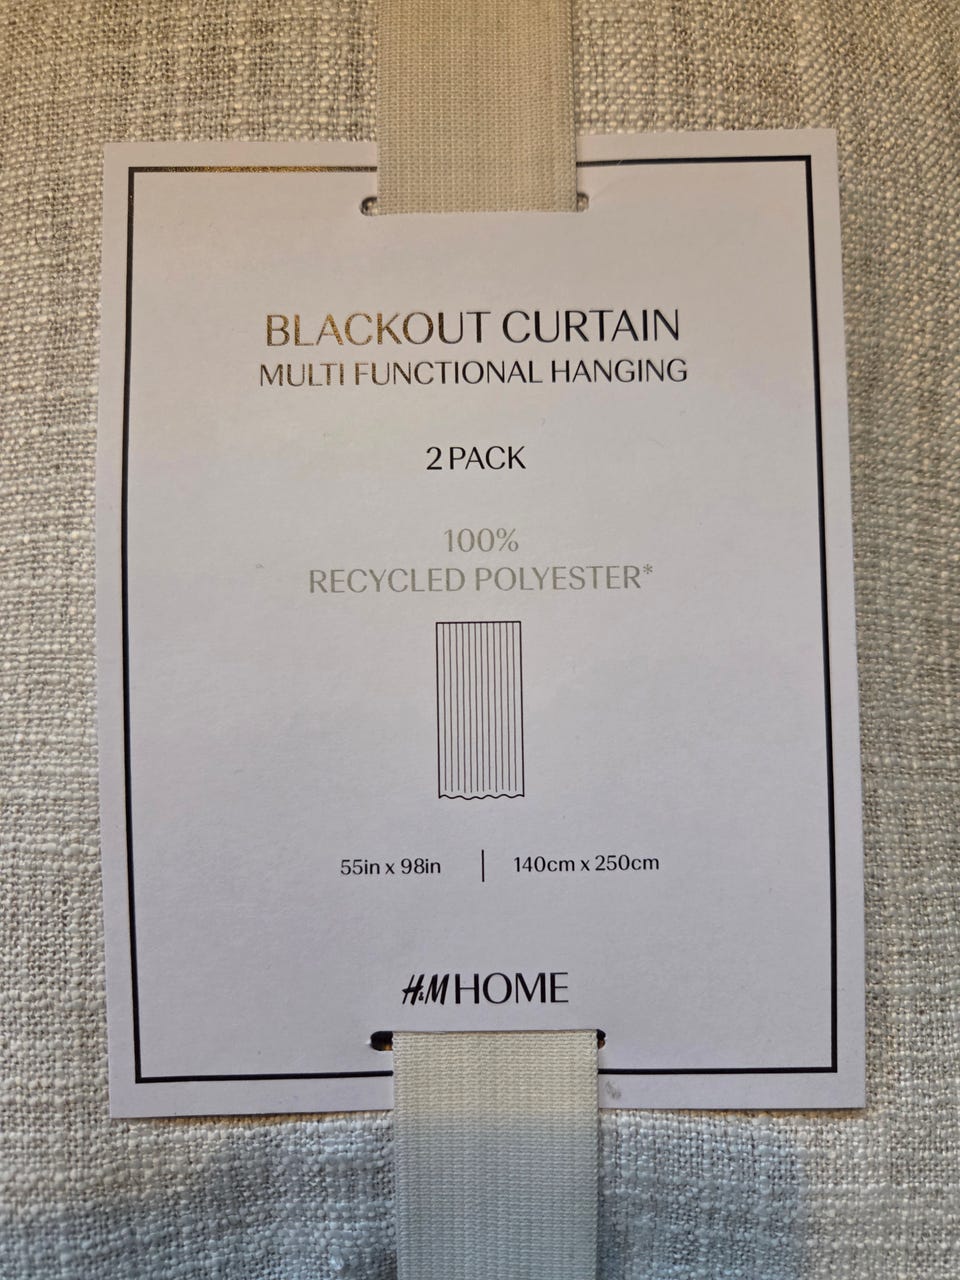 BLACKOUT CURTAIN
MULTI FUNCTIONAL HANGING
2 PACK
100%
RECYCLED POLYESTER*
55in x 98in | 140cm x 250cm
H&M HOME